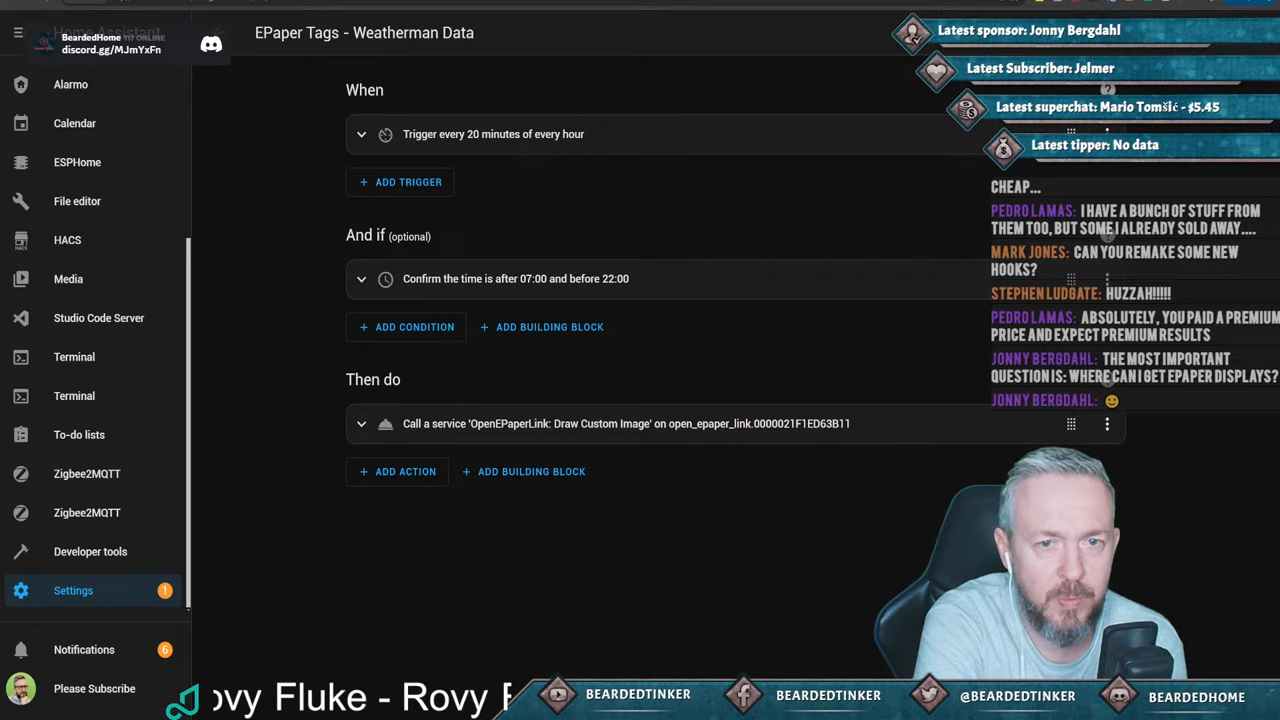 Home Assistant
BeardedHome 117 ONLINE
discord.gg/MJmYxFn
EPaper Tags - Weatherman Data
Alarmo
Calendar
ESPHome
File editor
HACS
HACS
Media
Studio Code Server
Terminal
Terminal
To-do lists
Zigbee2MQTT
Zigbee2MQTT
Developer tools
Settings
1
Notifications
6
Please Subscribe
When
Trigger every 20 minutes of every hour
+ ADD TRIGGER
And if (optional)
Confirm the time is after 07:00 and before 22:00
+ ADD CONDITION
+ ADD BUILDING BLOCK
Then do
Call a service 'OpenEPaperLink: Draw Custom Image' on open_epaper_link.0000021F1ED63B11
+ ADD ACTION
+ ADD BUILDING BLOCK
Latest sponsor: Jonny Bergdahl
Latest Subscriber: Jelmer
Latest superchat: Mario Tomšić - $5.45
Latest tipper: No data
CHEAP...
PEDRO LAMAS: I HAVE A BUNCH OF STUFF FROM
THEM TOO, BUT SOME I ALREADY SOLD AWAY....
MARK JONES: CAN YOU REMAKE SOME NEW
HOOKS?
STEPHEN LUDGATE: HUZZAH!!!!!
PEDRO LAMAS: ABSOLUTELY, YOU PAID A PREMIUM
PRICE AND EXPECT PREMIUM RESULTS
JONNY BERGDAHL: THE MOST IMPORTANT
QUESTION IS: WHERE CAN I GET EPAPER DISPLAYS?
JONNY BERGDAHL:
ovy Fluke - Rovy F
BEARDEDTINKER
BEARDEDTINKER
@BEARDEDTINKER
BEARDEDHOME